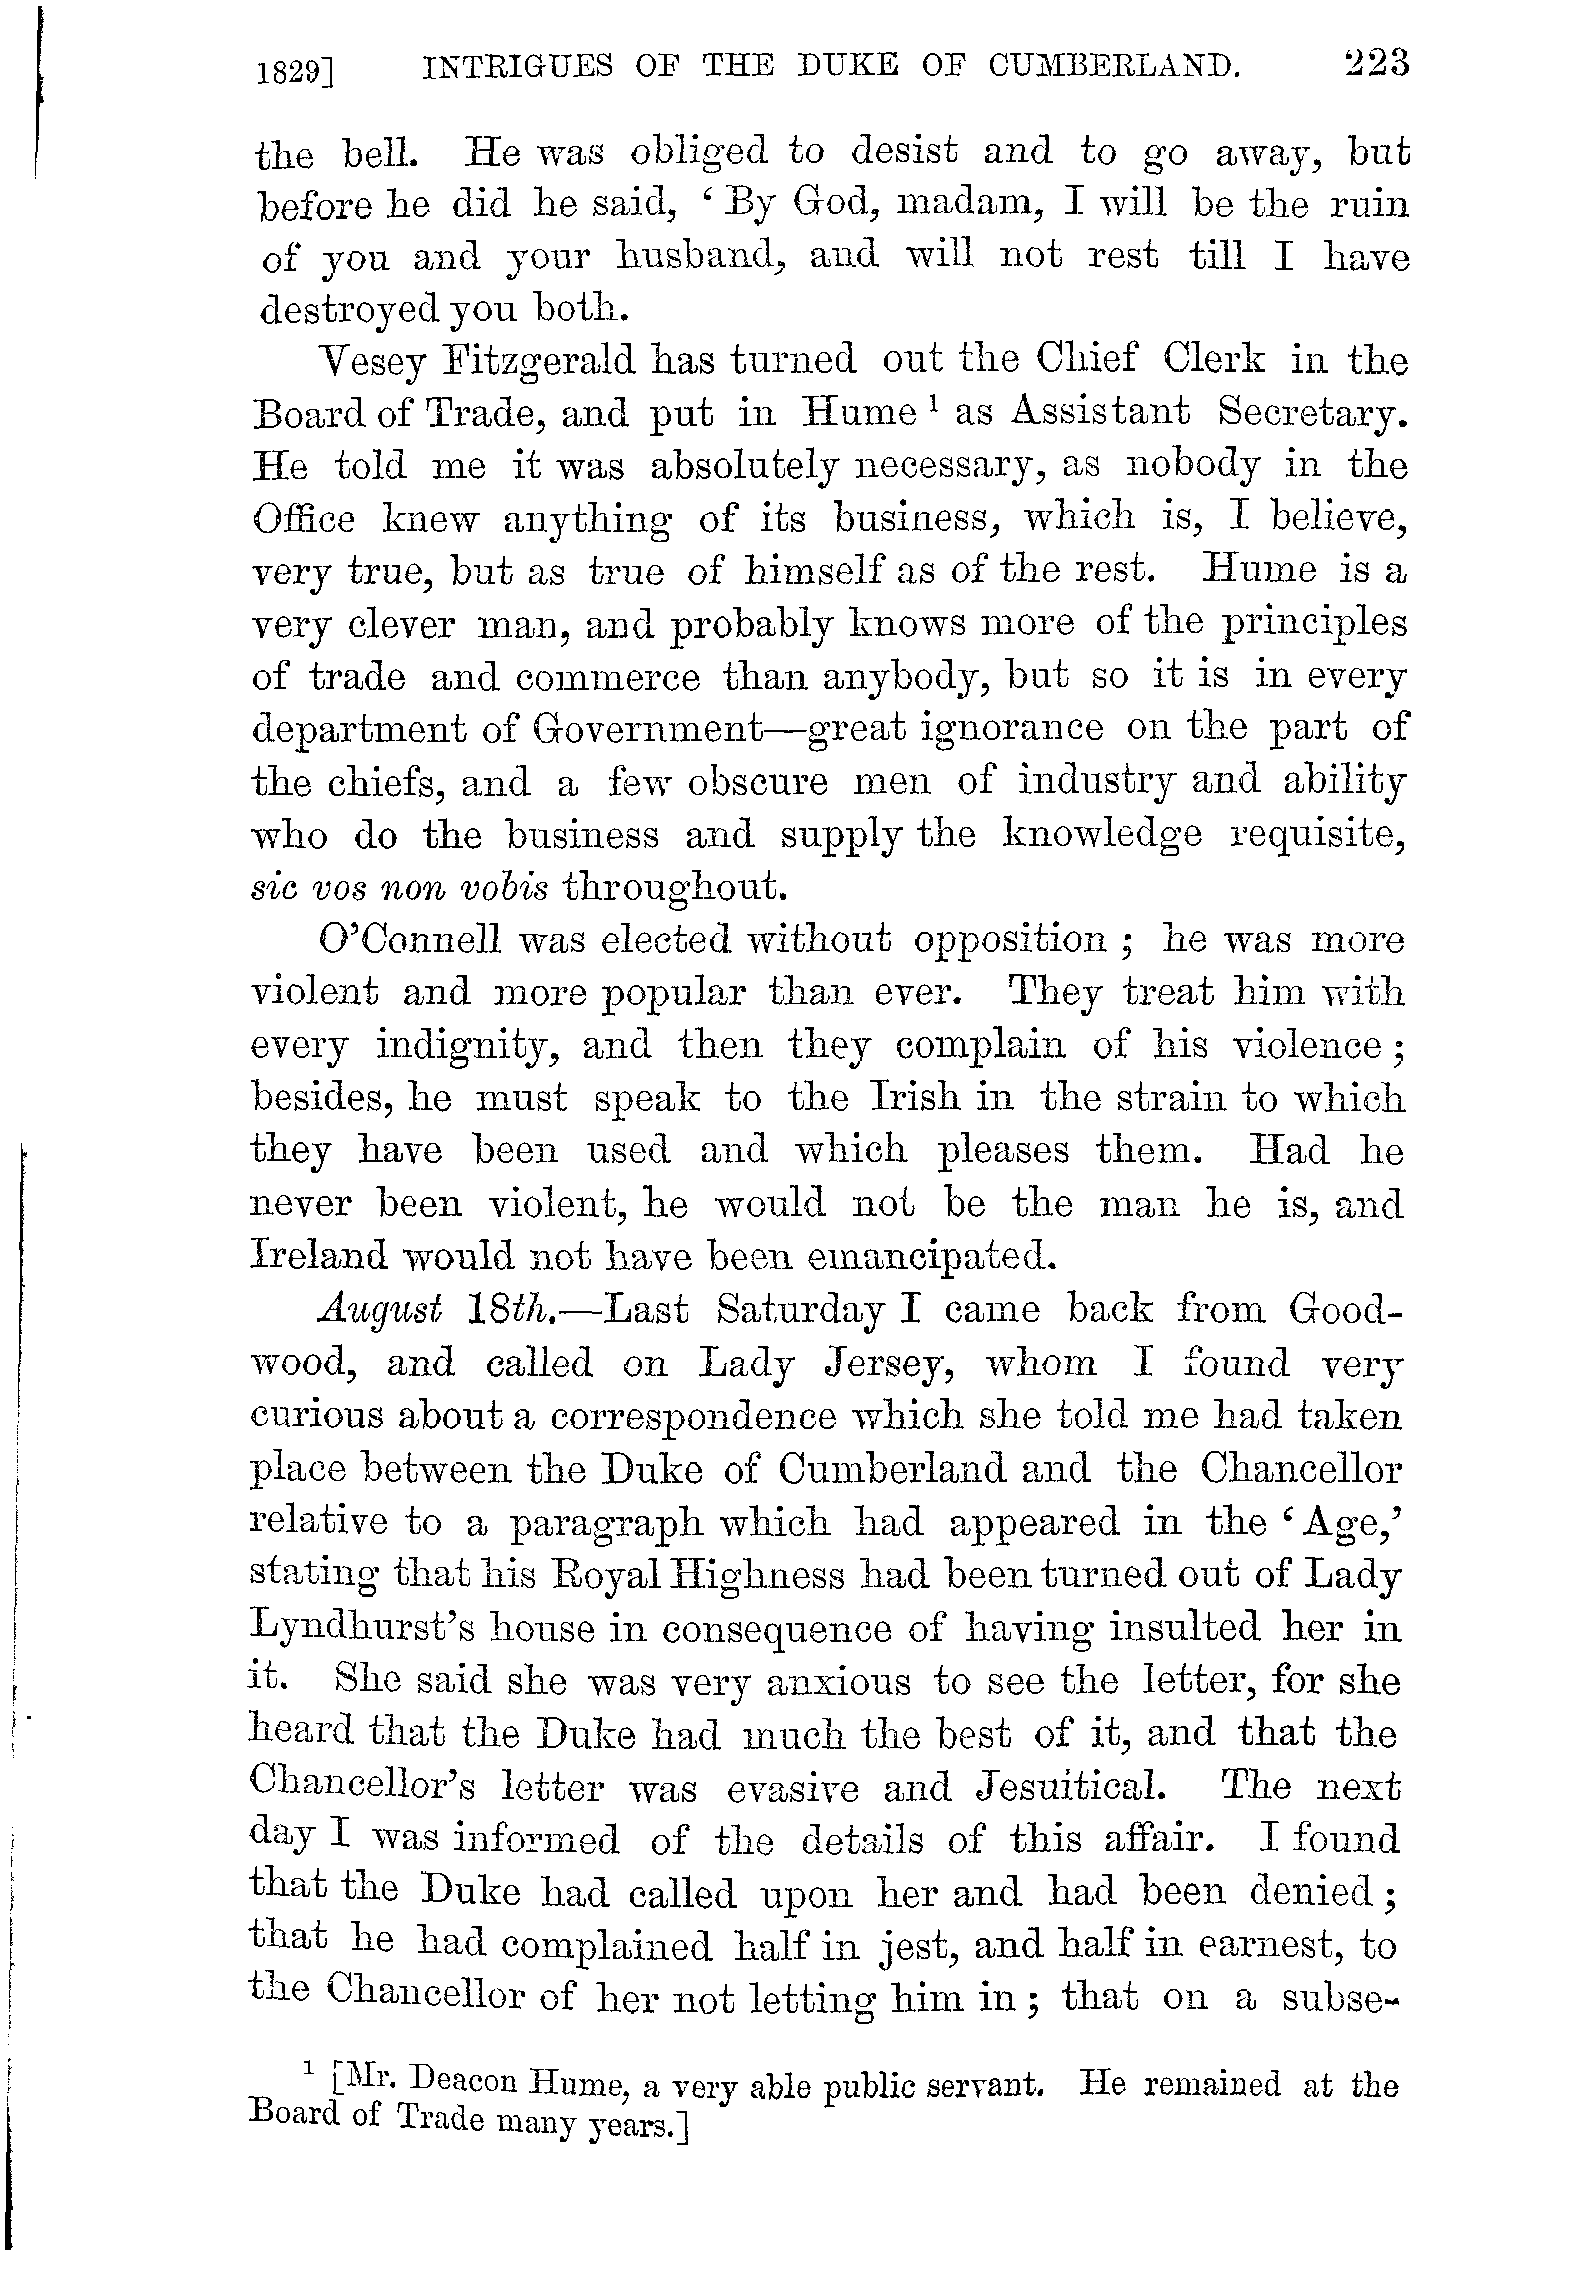 1829] INTRIGUES OF THE DUKE OF CUMBERLAND. 223
the bell. He was obliged to desist and to go away, but
before he did he said, ‘By God, madam, I will be the ruin
of you and your husband, and will not rest till I have
destroyed you both.
Vesey Fitzgerald has turned out the Chief Clerk in the
Board of Trade, and put in Hume ¹ as Assistant Secretary.
He told me it was absolutely necessary, as nobody in the
Office knew anything of its business, which is, I believe,
very true, but as true of himself as of the rest. Hume is a
very clever man, and probably knows more of the principles
of trade and commerce than anybody, but so it is in every
department of Government—great ignorance on the part of
the chiefs, and a few obscure men of industry and ability
who do the business and supply the knowledge requisite,
sic vos non vobis throughout.
O’Connell was elected without opposition ; he was more
violent and more popular than ever. They treat him with
every indignity, and then they complain of his violence ;
besides, he must speak to the Irish in the strain to which
they have been used and which pleases them. Had he
never been violent, he would not be the man he is, and
Ireland would not have been emancipated.
August 18th.—Last Saturday I came back from Good-
wood, and called on Lady Jersey, whom I found very
curious about a correspondence which she told me had taken
place between the Duke of Cumberland and the Chancellor
relative to a paragraph which had appeared in the ‘Age,’
stating that his Royal Highness had been turned out of Lady
Lyndhurst’s house in consequence of having insulted her in
it. She said she was very anxious to see the letter, for she
heard that the Duke had much the best of it, and that the
Chancellor’s letter was evasive and Jesuitical. The next
day I was informed of the details of this affair. I found
that the Duke had called upon her and had been denied ;
that he had complained half in jest, and half in earnest, to
the Chancellor of her not letting him in ; that on a subse-
¹ [Mr. Deacon Hume, a very able public servant. He remained at the
Board of Trade many years.]